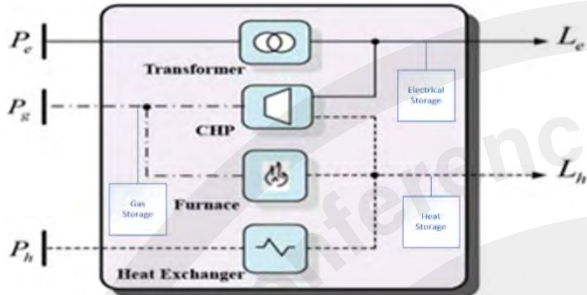 P_e
L_e
Transformer
Electrical
Storage
P_g
CHP
L_h
Gas
Storage
Furnace
Heat
Storage
P_h
Heat Exchanger